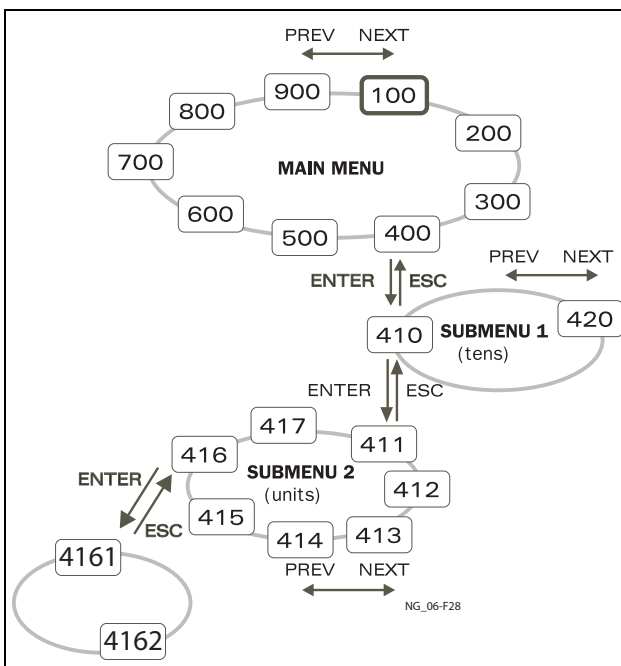 PREV NEXT
900 100
800 200
700 MAIN MENU
600 300
500 400
ENTER ESC
PREV NEXT
410 SUBMENU 1 420
(tens)
ENTER ESC
417 411
416 SUBMENU 2 412
(units)
415 413
414
ENTER
ESC
PREV NEXT
4161
4162
NG_06-F28